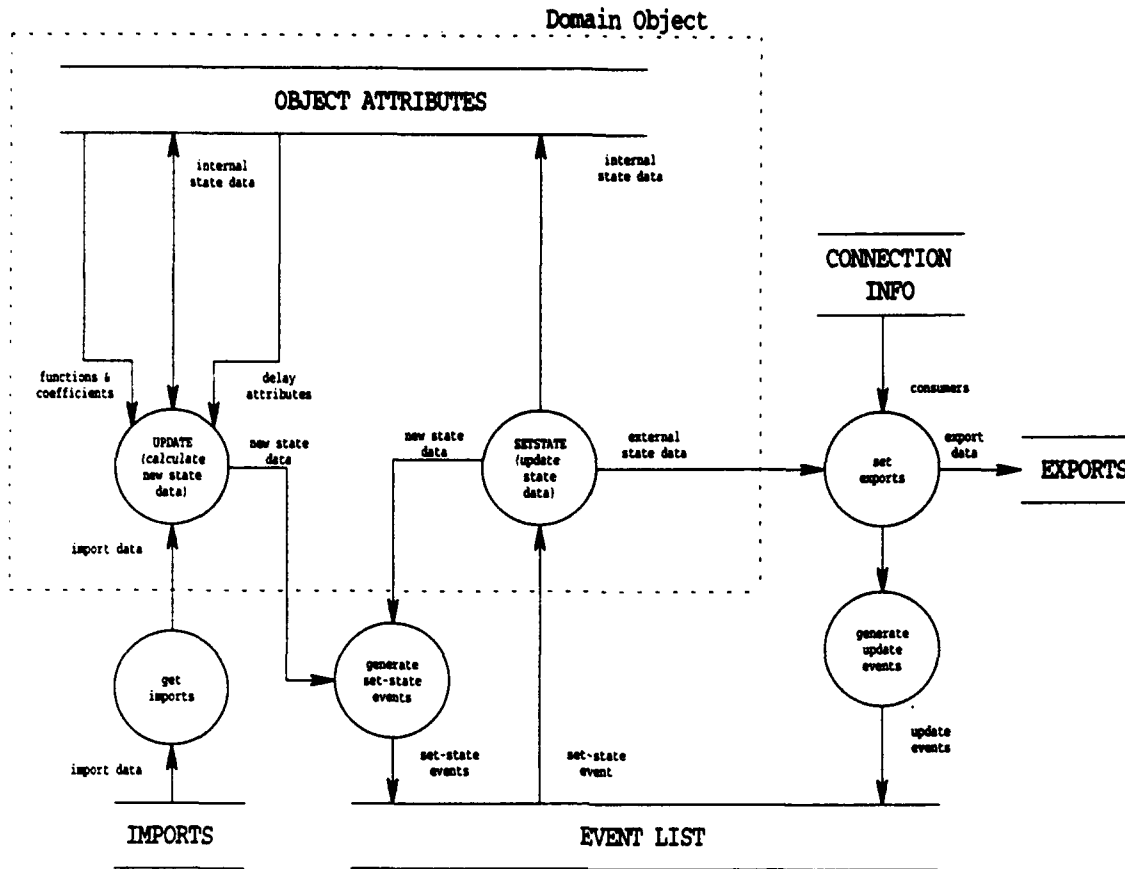 Domain Object
OBJECT ATTRIBUTES
internal
state data
internal
state data
CONNECTION
INFO
functions &
coefficients
delay
attributes
consumers
UPDATE
(calculate
new state
data)
new state
data
new state
data
SETSTATE
(update
state
data)
external
state data
set
exports
export
data
EXPORTS
import data
get
imports
generate
set-state
events
generate
update
events
import data
set-state
events
set-state
event
update
events
IMPORTS
EVENT LIST